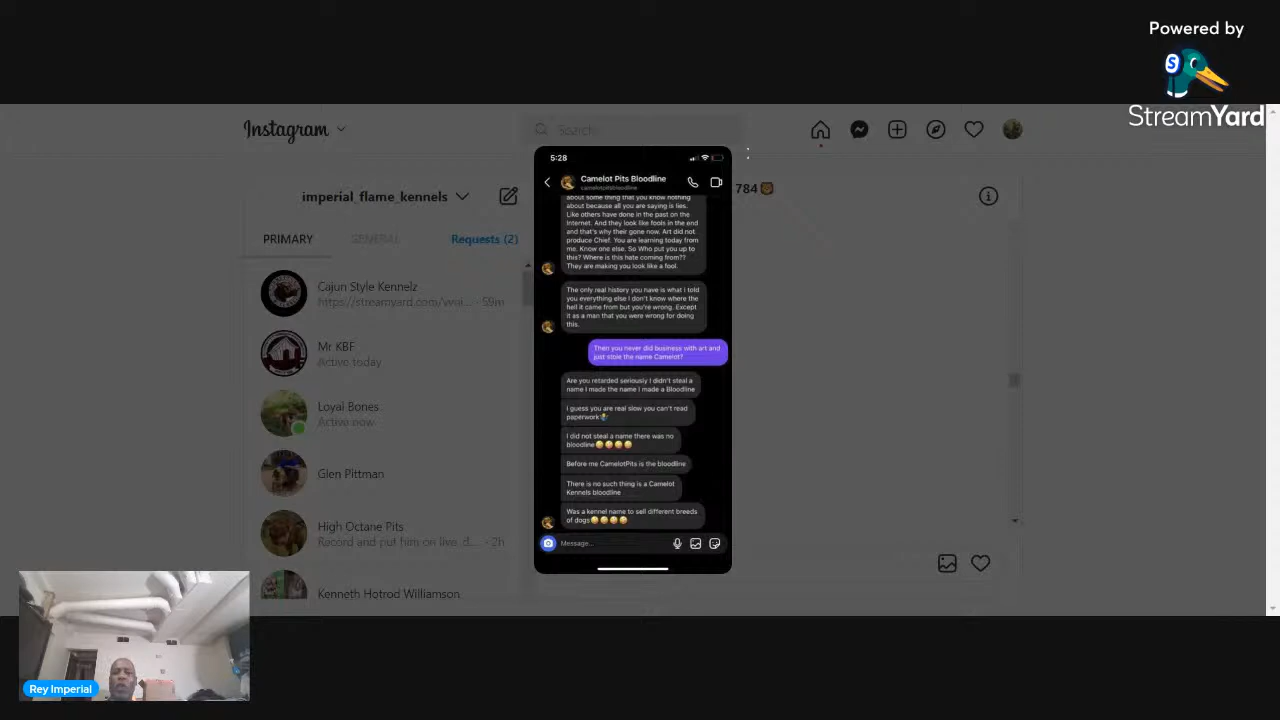 Powered by
S
StreamYard
Instagram
Search
imperial_flame_kennels
784
PRIMARY
GENERAL
Requests (2)
Cajun Style Kennelz
59m
Mr KBF
Active today
Loyal Bones
Active now
Glen Pittman
High Octane Pits
Record and put him on live. d... · 2h
Kenneth Hotrod Williamson
5:28
Camelot Pits Bloodline
camelotpitsbloodline
about some thing that you know nothing
about because all you are saying is lies.
Like others have done in the past on the
Internet. And they look like fools in the end
and that's why their gone now. Art did not
produce Chief. You are learning today from
me. Know one else. So Who put you up to
this? Where is this hate coming from??
They are making you look like a fool.
The only real history you have is what I told
you everything else I don't know where the
hell it came from but you're wrong. Except
it as a man that you were wrong for doing
this.
Then you never did business with art and
just stole the name Camelot?
Are you retarded seriously I didn't steal a
name I made the name I made a Bloodline
I guess you are real slow you can't read
paperwork
I did not steal a name there was no
bloodline🤣🤣🤣🤣
Before me CamelotPits is the bloodline
There is no such thing is a Camelot
Kennels bloodline
Was a kennel name to sell different breeds
of dogs🤣🤣🤣🤣
Message...
Rey Imperial